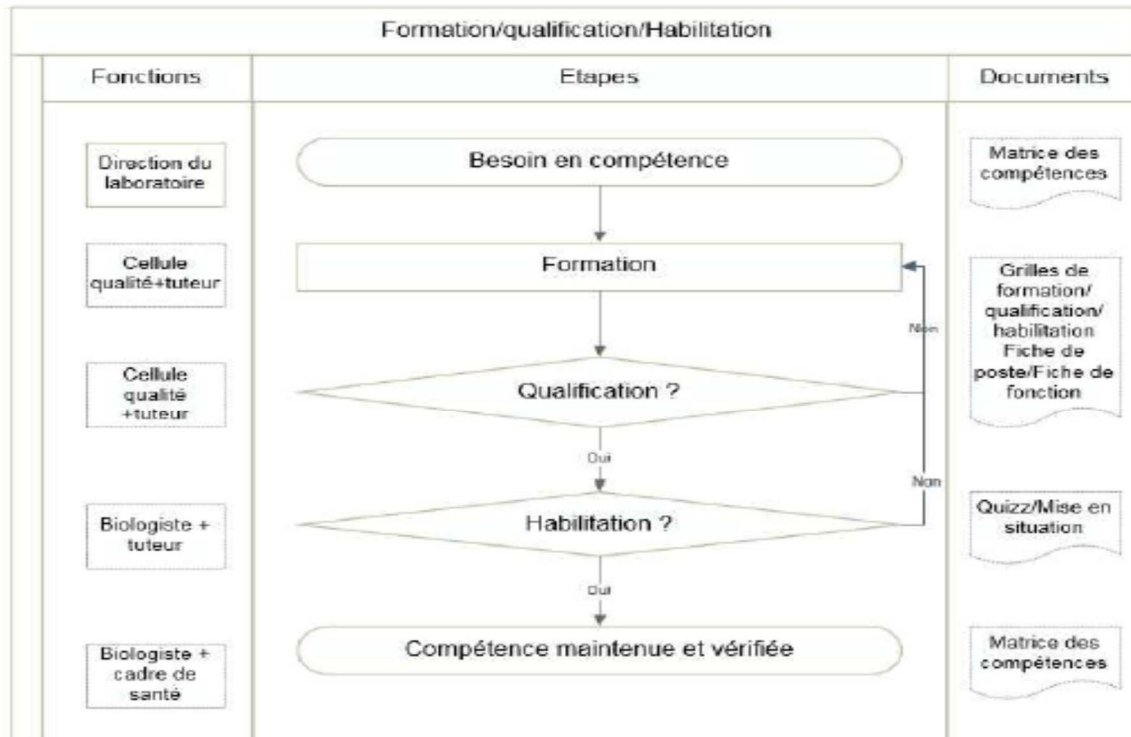 Formation/qualification/Habilitation
Fonctions
Etapes
Documents
Direction du
laboratoire
Besoin en compétence
Matrice des
compétences
Cellule
qualité+tuteur
Formation
Grilles de
formation/
qualification/
habilitation
Fiche de
poste/Fiche de
fonction
Non
Cellule
qualité
+tuteur
Qualification ?
Oui
Non
Biologiste +
tuteur
Habilitation ?
Quizz/Mise en
situation
Oui
Biologiste +
cadre de
santé
Compétence maintenue et vérifiée
Matrice des
compétences